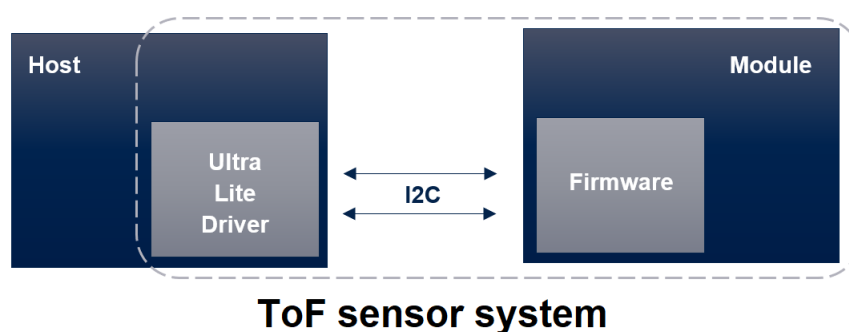 Host
Module
Ultra
Lite
Driver
I2C
Firmware
ToF sensor system